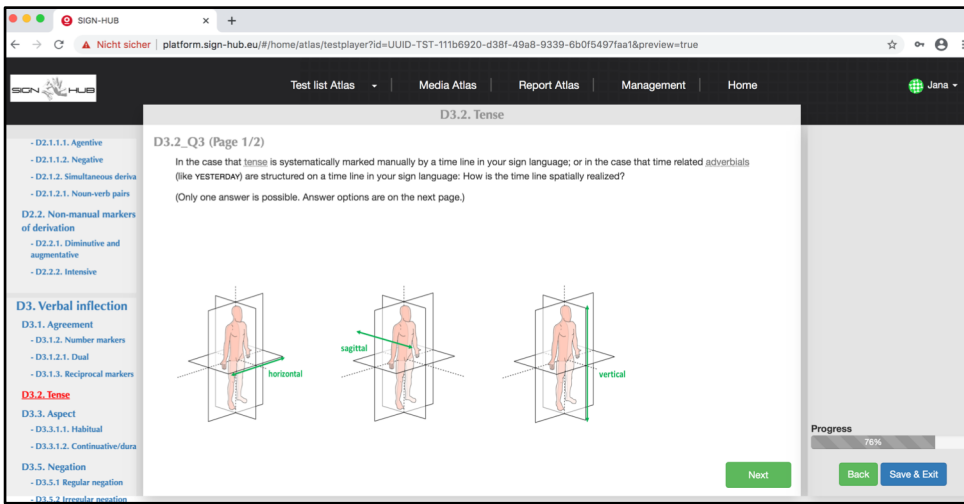 SIGN-HUB
Nicht sicher | platform.sign-hub.eu/#/home/atlas/testplayer?id=UUID-TST-111b6920-d38f-49a8-9339-6b0f5497faa1&preview=true
SIGN HUB
Test list Atlas
Media Atlas
Report Atlas
Management
Home
Jana
D3.2. Tense
- D2.1.1.1. Agentive
- D2.1.1.2. Negative
- D2.1.2. Simultaneous deriva
- D2.1.2.1. Noun-verb pairs
D2.2. Non-manual markers
of derivation
- D2.2.1. Diminutive and
augmentative
- D2.2.2. Intensive
D3. Verbal inflection
D3.1. Agreement
- D3.1.2. Number markers
- D3.1.2.1. Dual
- D3.1.3. Reciprocal markers
D3.2. Tense
D3.3. Aspect
- D3.3.1.1. Habitual
- D3.3.1.2. Continuative/dura
D3.5. Negation
- D3.5.1 Regular negation
- D3.5.2 Irregular negation
D3.2_Q3 (Page 1/2)
In the case that tense is systematically marked manually by a time line in your sign language; or in the case that time related adverbials
(like YESTERDAY) are structured on a time line in your sign language: How is the time line spatially realized?
(Only one answer is possible. Answer options are on the next page.)
horizontal
sagittal
vertical
Next
Progress
76%
Back
Save & Exit